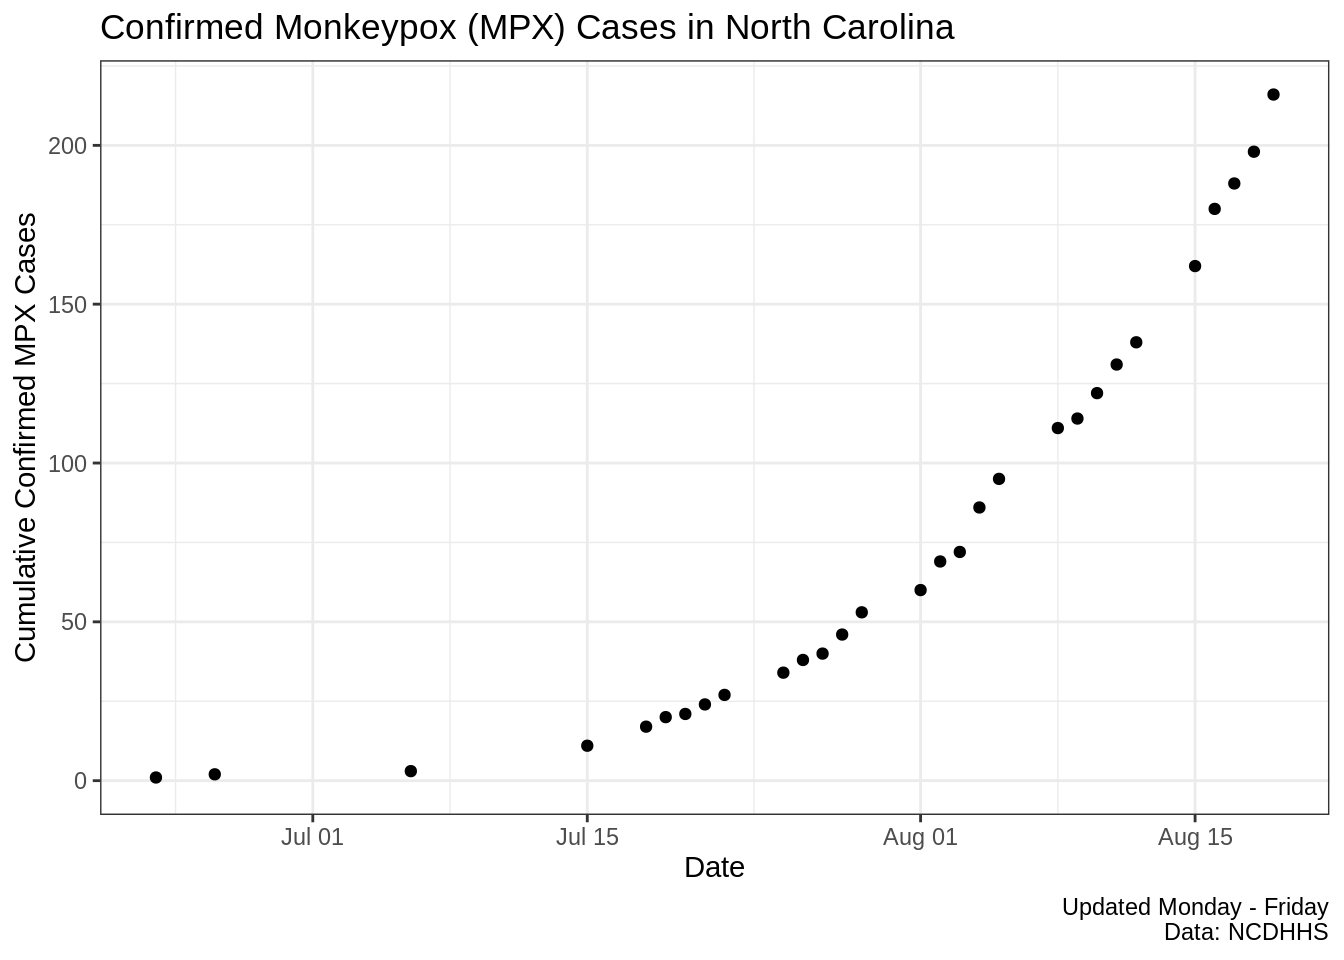 Confirmed Monkeypox (MPX) Cases in North Carolina
Cumulative Confirmed MPX Cases
200
150
100
50
0
Jul 01
Jul 15
Aug 01
Aug 15
Date
Updated Monday - Friday
Data: NCDHHS